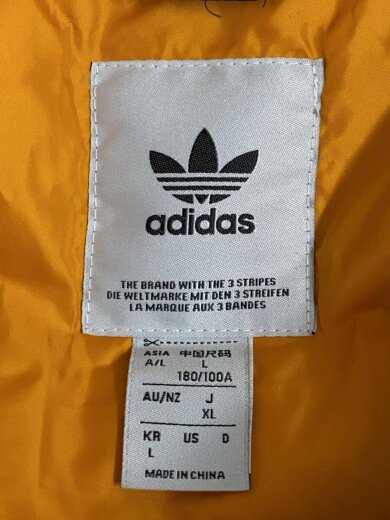 adidas
THE BRAND WITH THE 3 STRIPES
DIE WELTMARKE MIT DEN 3 STREIFEN
LA MARQUE AUX 3 BANDES
ASIA 中国尺码
A/L L
180/100A
AU/NZ J
XL
KR US D
L
MADE IN CHINA